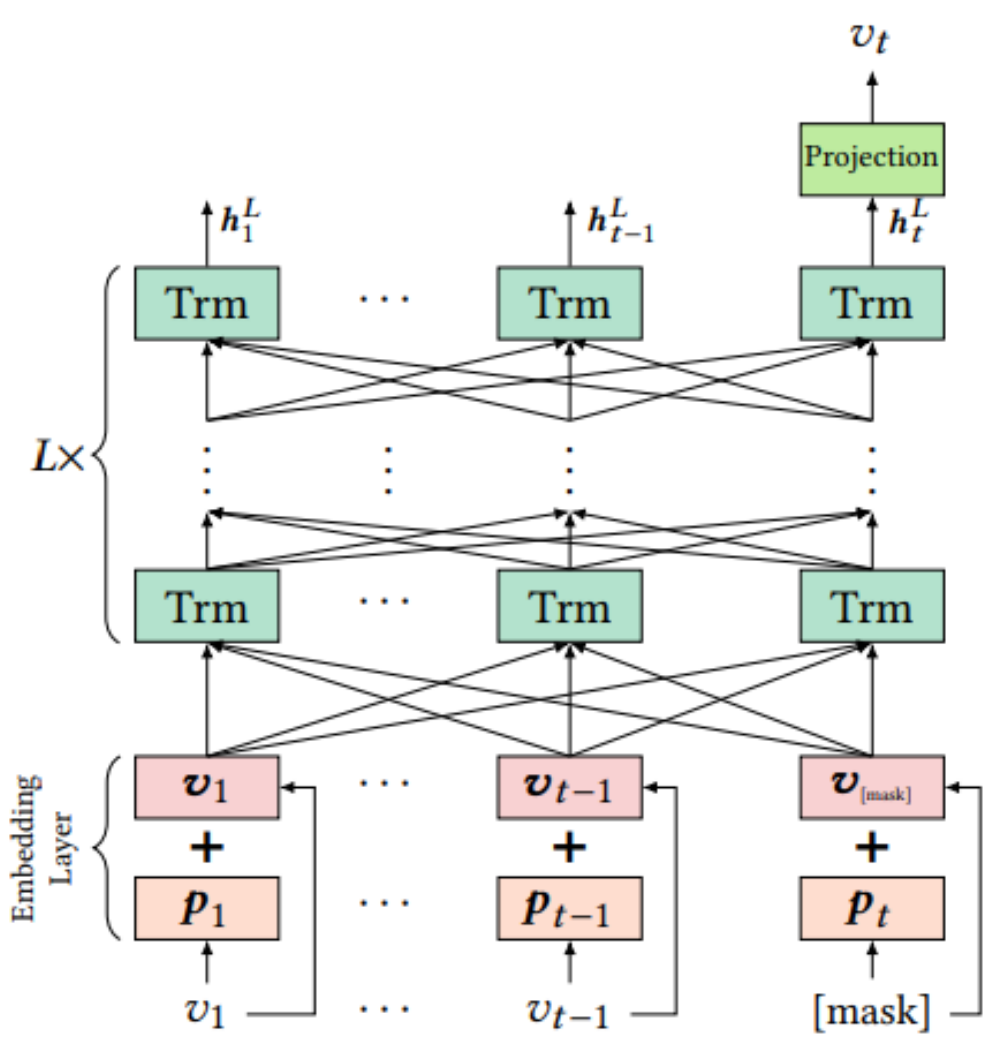 v_t
Projection
h_1^L h_{t-1}^L h_t^L
Trm ... Trm Trm
L×
Trm ... Trm Trm
Embedding
Layer
v_1 ... v_{t-1} v_{[mask]}
+ + +
p_1 ... p_{t-1} p_t
v_1 ... v_{t-1} [mask]